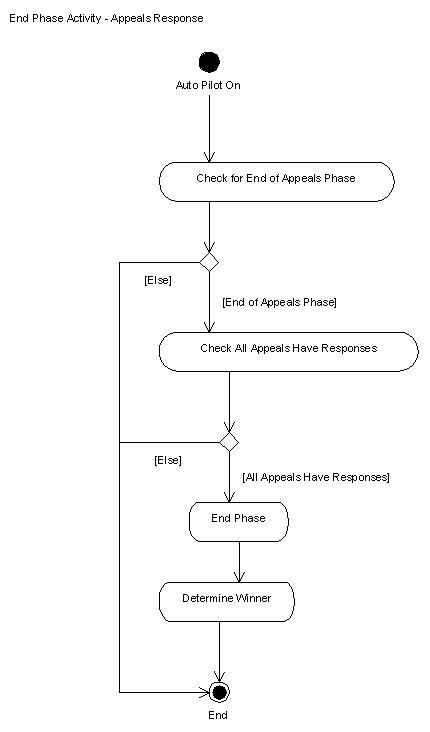 End Phase Activity - Appeals Response
Auto Pilot On
Check for End of Appeals Phase
[Else]
[End of Appeals Phase]
Check All Appeals Have Responses
[Else]
[All Appeals Have Responses]
End Phase
Determine Winner
End